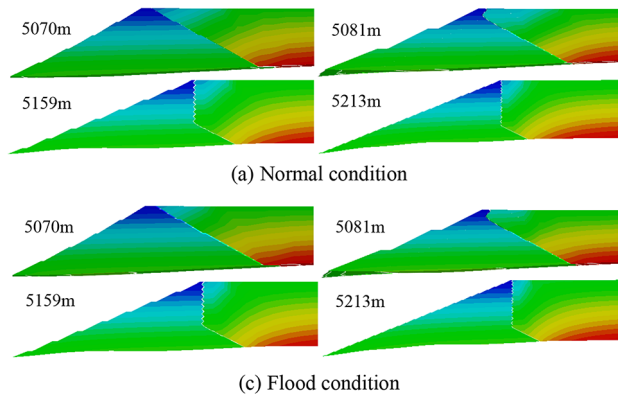 5070m
5081m
5159m
5213m
(a) Normal condition
5070m
5081m
5159m
5213m
(c) Flood condition